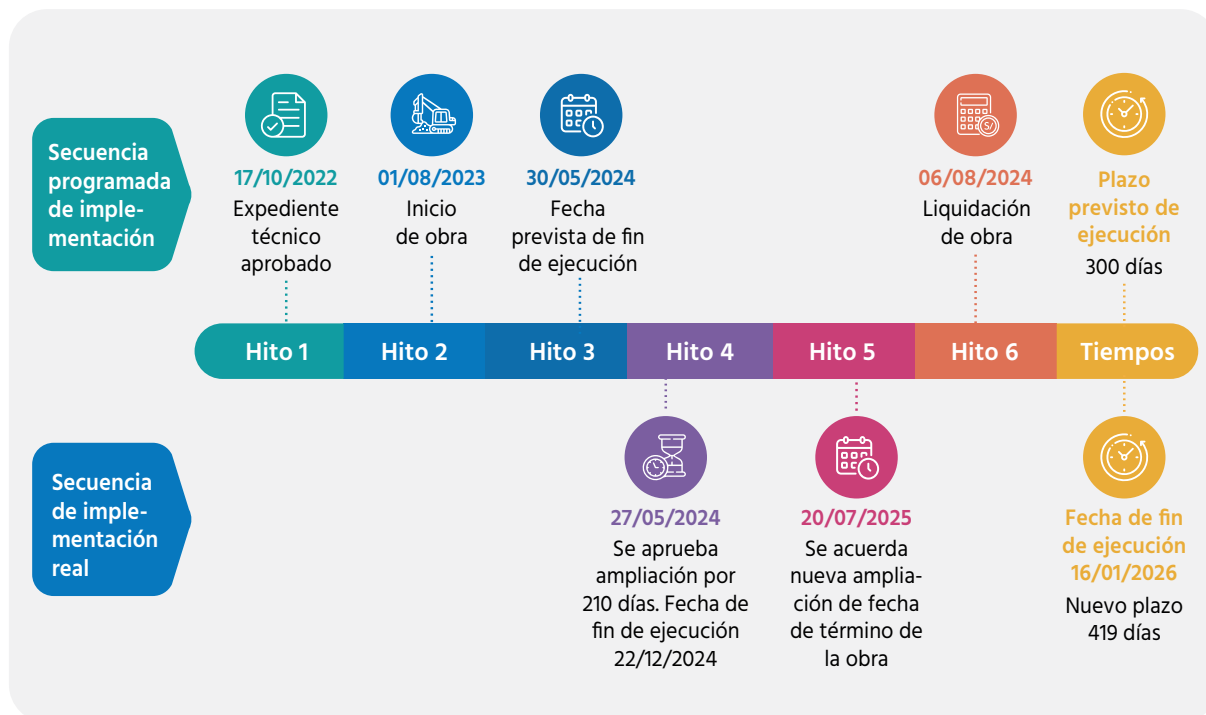 Secuencia
programada
de imple-
mentación
17/10/2022
Expediente
técnico
aprobado
01/08/2023
Inicio
de obra
30/05/2024
Fecha
prevista de fin
de ejecución
06/08/2024
Liquidación
de obra
S/
Plazo
previsto de
ejecución
300 días
Hito 1
Hito 2
Hito 3
Hito 4
Hito 5
Hito 6
Tiempos
Secuencia
de imple-
mentación
real
27/05/2024
Se aprueba
ampliación por
210 días. Fecha de
fin de ejecución
22/12/2024
20/07/2025
Se acuerda
nueva amplia-
ción de fecha
de término de
la obra
Fecha de fin
de ejecución
16/01/2026
Nuevo plazo
419 días